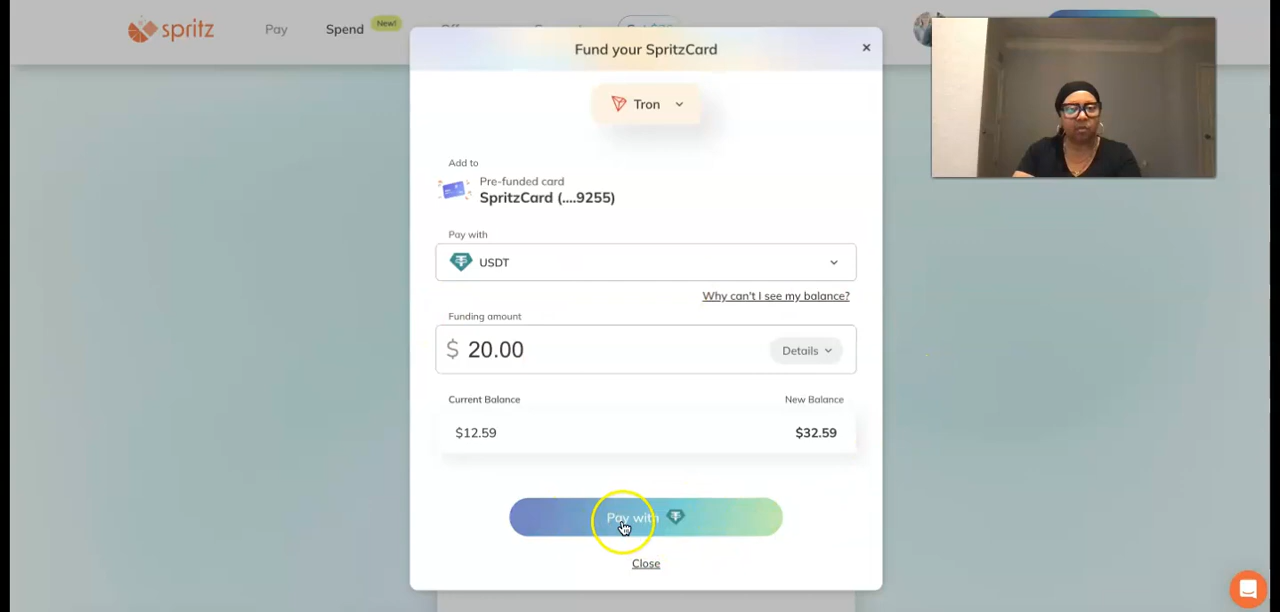 spritz
Pay
Spend
New!
Fund your SpritzCard
Tron
Add to
Pre-funded card
SpritzCard (....9255)
Pay with
USDT
Why can't I see my balance?
Funding amount
$ 20.00
Details
Current Balance
New Balance
$12.59
$32.59
Pay with
Close